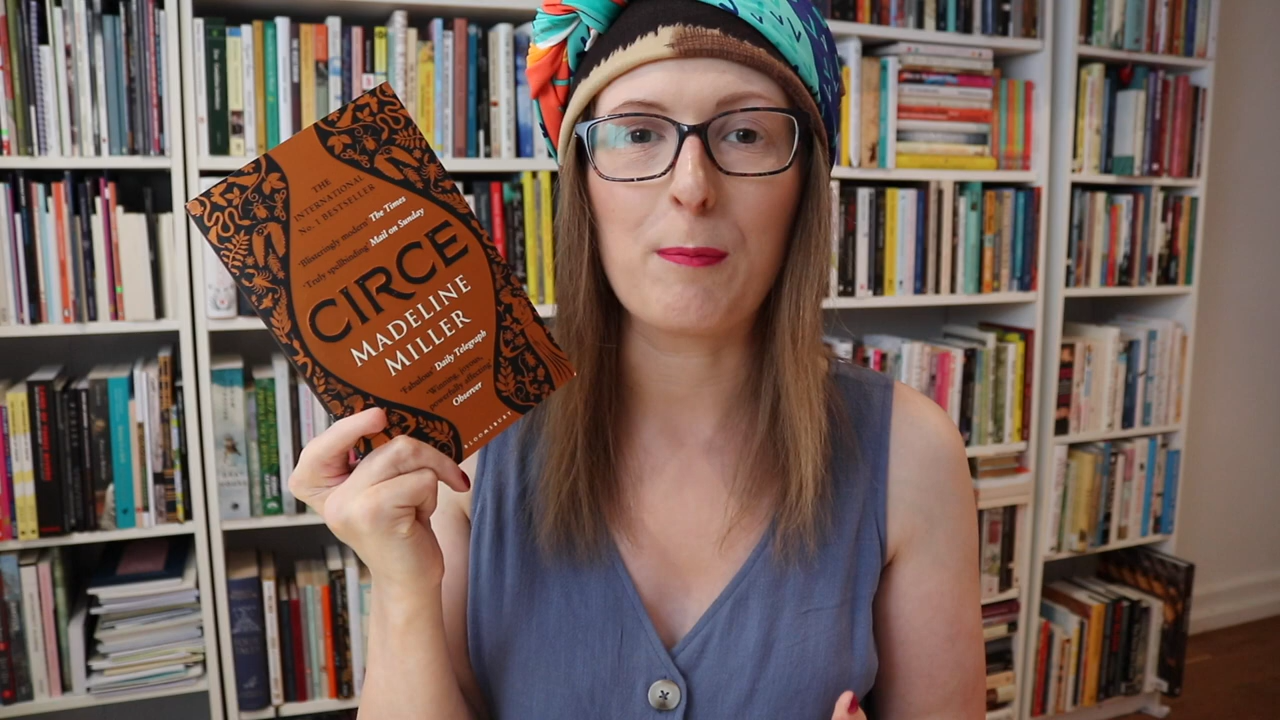 THE
INTERNATIONAL
No. 1 BESTSELLER
'Blisteringly modern' The Times
'Truly spellbinding' Mail on Sunday
CIRCE
MADELINE
MILLER
'Fabulous' Daily Telegraph
'Winning, joyous,
powerfully affecting'
Observer
BLOOMSBURY